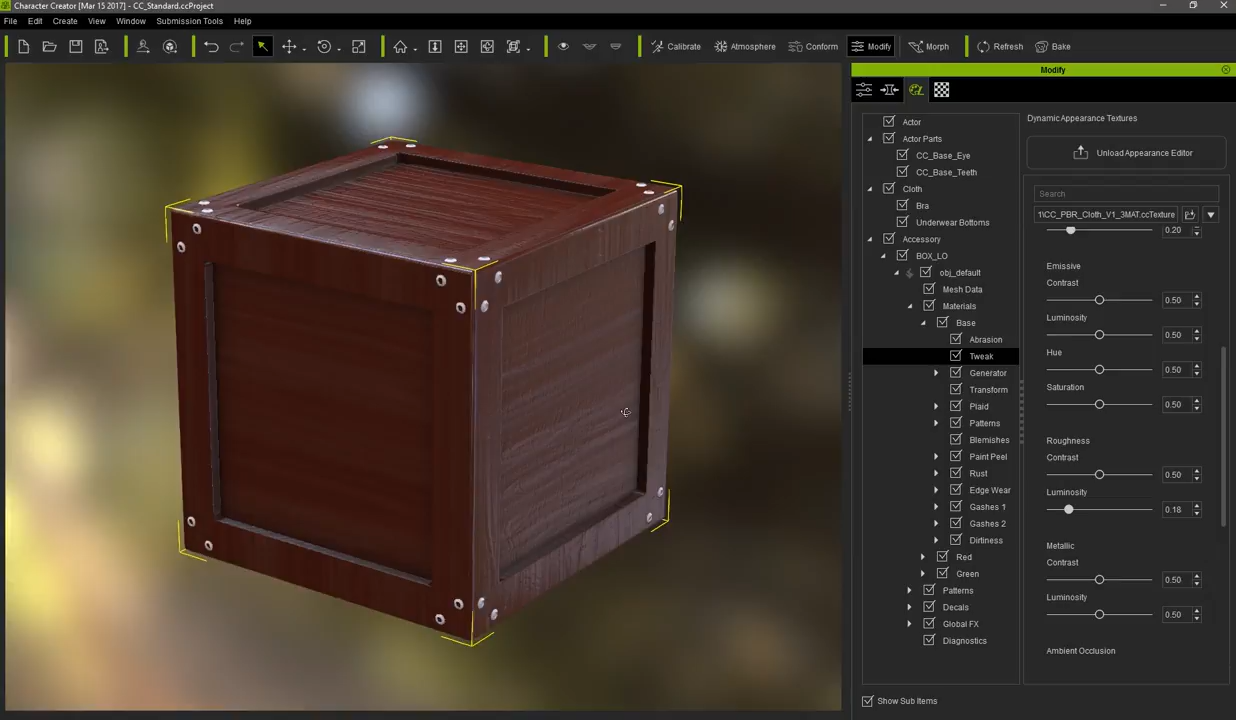 Character Creator [Mar 15 2017] - CC_Standard.ccProject
File Edit Create View Window Submission Tools Help
Calibrate Atmosphere Conform Modify Morph Refresh Bake
Modify
Actor
Actor Parts
CC_Base_Eye
CC_Base_Teeth
Cloth
Bra
Underwear Bottoms
Accessory
BOX_LO
obj_default
Mesh Data
Materials
Base
Abrasion
Tweak
Generator
Transform
Plaid
Patterns
Blemishes
Paint Peel
Rust
Edge Wear
Gashes 1
Gashes 2
Dirtiness
Red
Green
Patterns
Decals
Global FX
Diagnostics
Show Sub Items
Dynamic Appearance Textures
Unload Appearance Editor
Search
1\CC_PBR_Cloth_V1_3MAT.ccTexture
0.20
Emissive
Contrast
0.50
Luminosity
0.50
Hue
0.50
Saturation
0.50
Roughness
Contrast
0.50
Luminosity
0.18
Metallic
Contrast
0.50
Luminosity
0.50
Ambient Occlusion